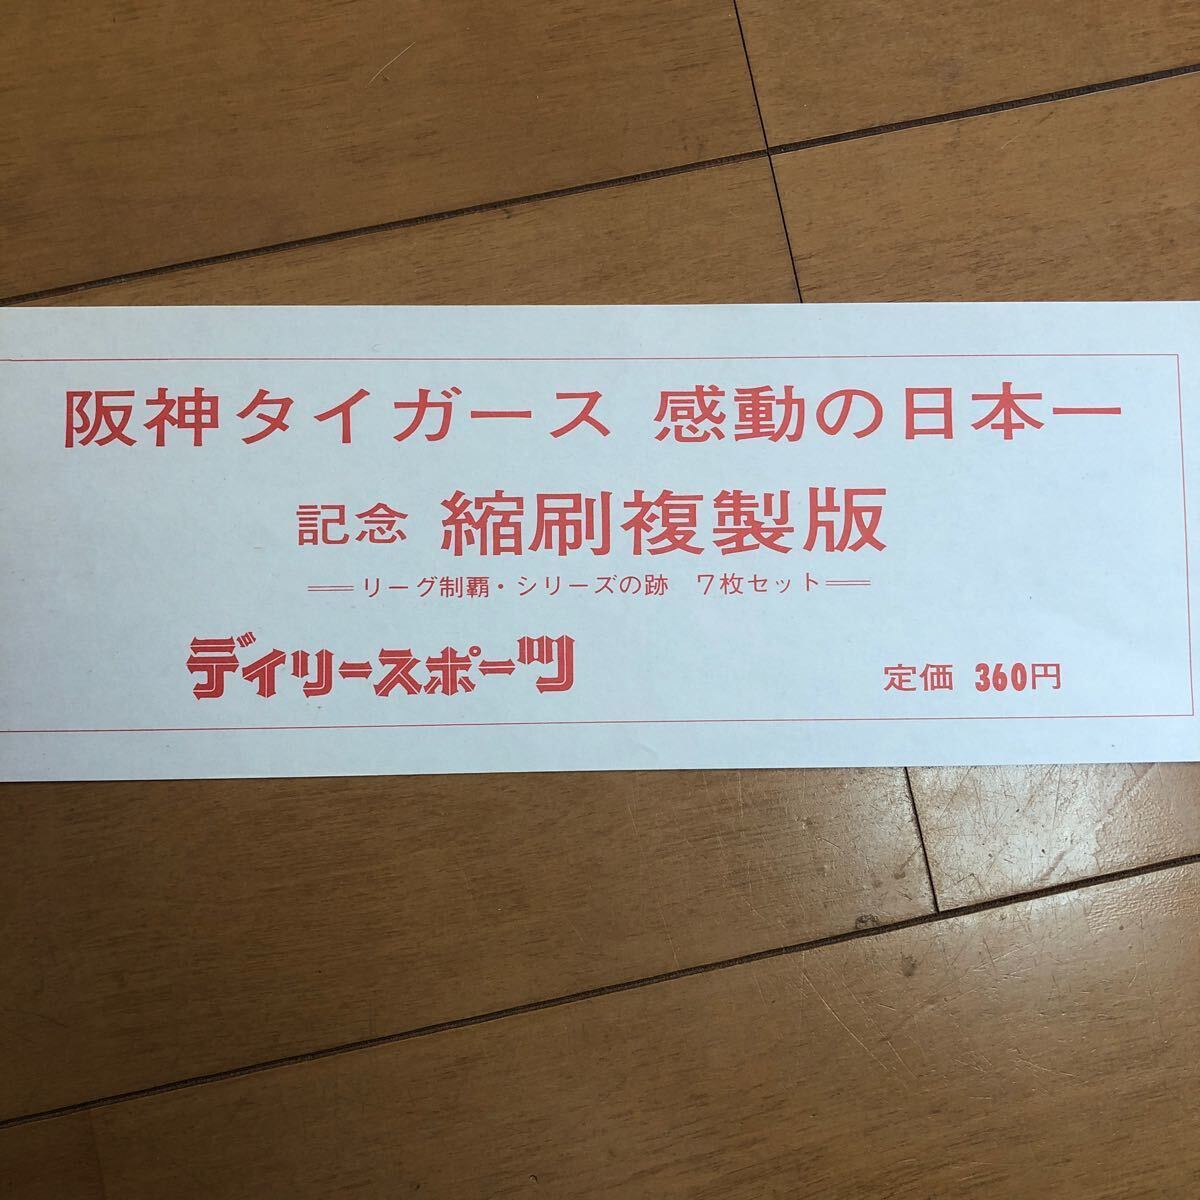 阪神タイガース 感動の日本一
記念 縮刷複製版
＝リーグ制覇・シリーズの跡 7枚セット＝
デイリースポーツ 定価 360円